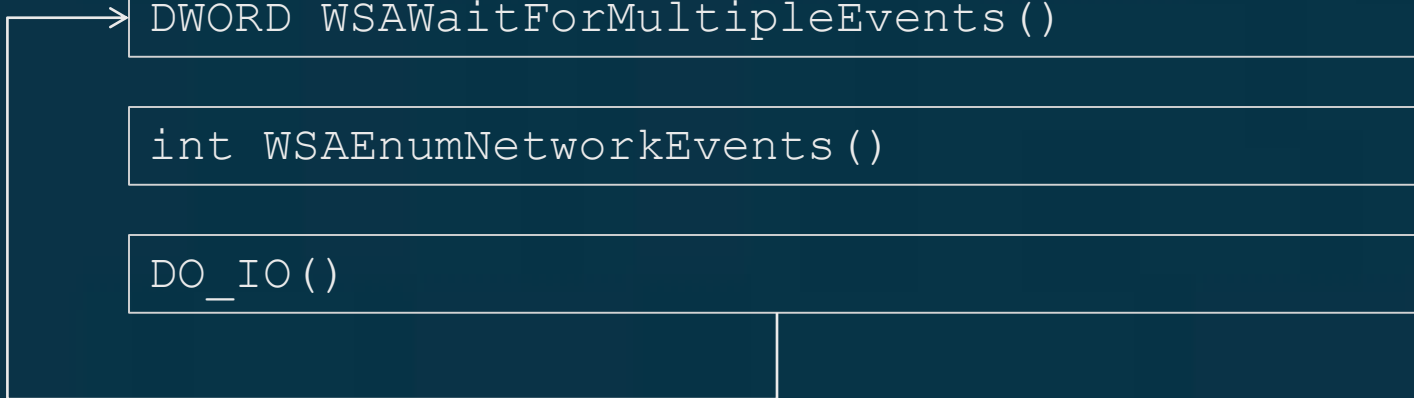 DWORD WSAWaitForMultipleEvents()
int WSAEnumNetworkEvents()
DO_IO()